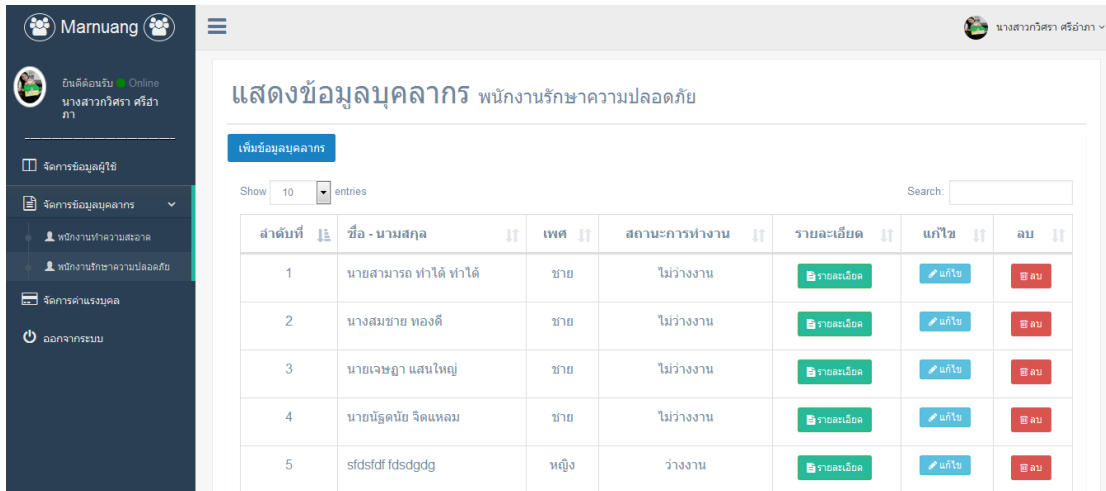 Marnuang
นางสาวกวิศรา ศรีอำภา
ยินดีต้อนรับ Online
นางสาวกวิศรา ศรีอำ
ภา
จัดการข้อมูลผู้ใช้
จัดการข้อมูลบุคลากร
พนักงานทำความสะอาด
พนักงานรักษาความปลอดภัย
จัดการค่าแรงบุคล
ออกจากระบบ
แสดงข้อมูลบุคลากร พนักงานรักษาความปลอดภัย
เพิ่มข้อมูลบุคลากร
Show 10 entries Search:
ลำดับที่ ชื่อ - นามสกุล เพศ สถานะการทำงาน รายละเอียด แก้ไข ลบ
1 นายสามารถ ทำได้ ทำได้ ชาย ไม่ว่างงาน รายละเอียด แก้ไข ลบ
2 นางสมชาย ทองดี ชาย ไม่ว่างงาน รายละเอียด แก้ไข ลบ
3 นายเจษฎา แสนใหญ่ ชาย ไม่ว่างงาน รายละเอียด แก้ไข ลบ
4 นายนัฐดนัย จิตแหลม ชาย ไม่ว่างงาน รายละเอียด แก้ไข ลบ
5 sfdsfdf fdsdgdg หญิง ว่างงาน รายละเอียด แก้ไข ลบ